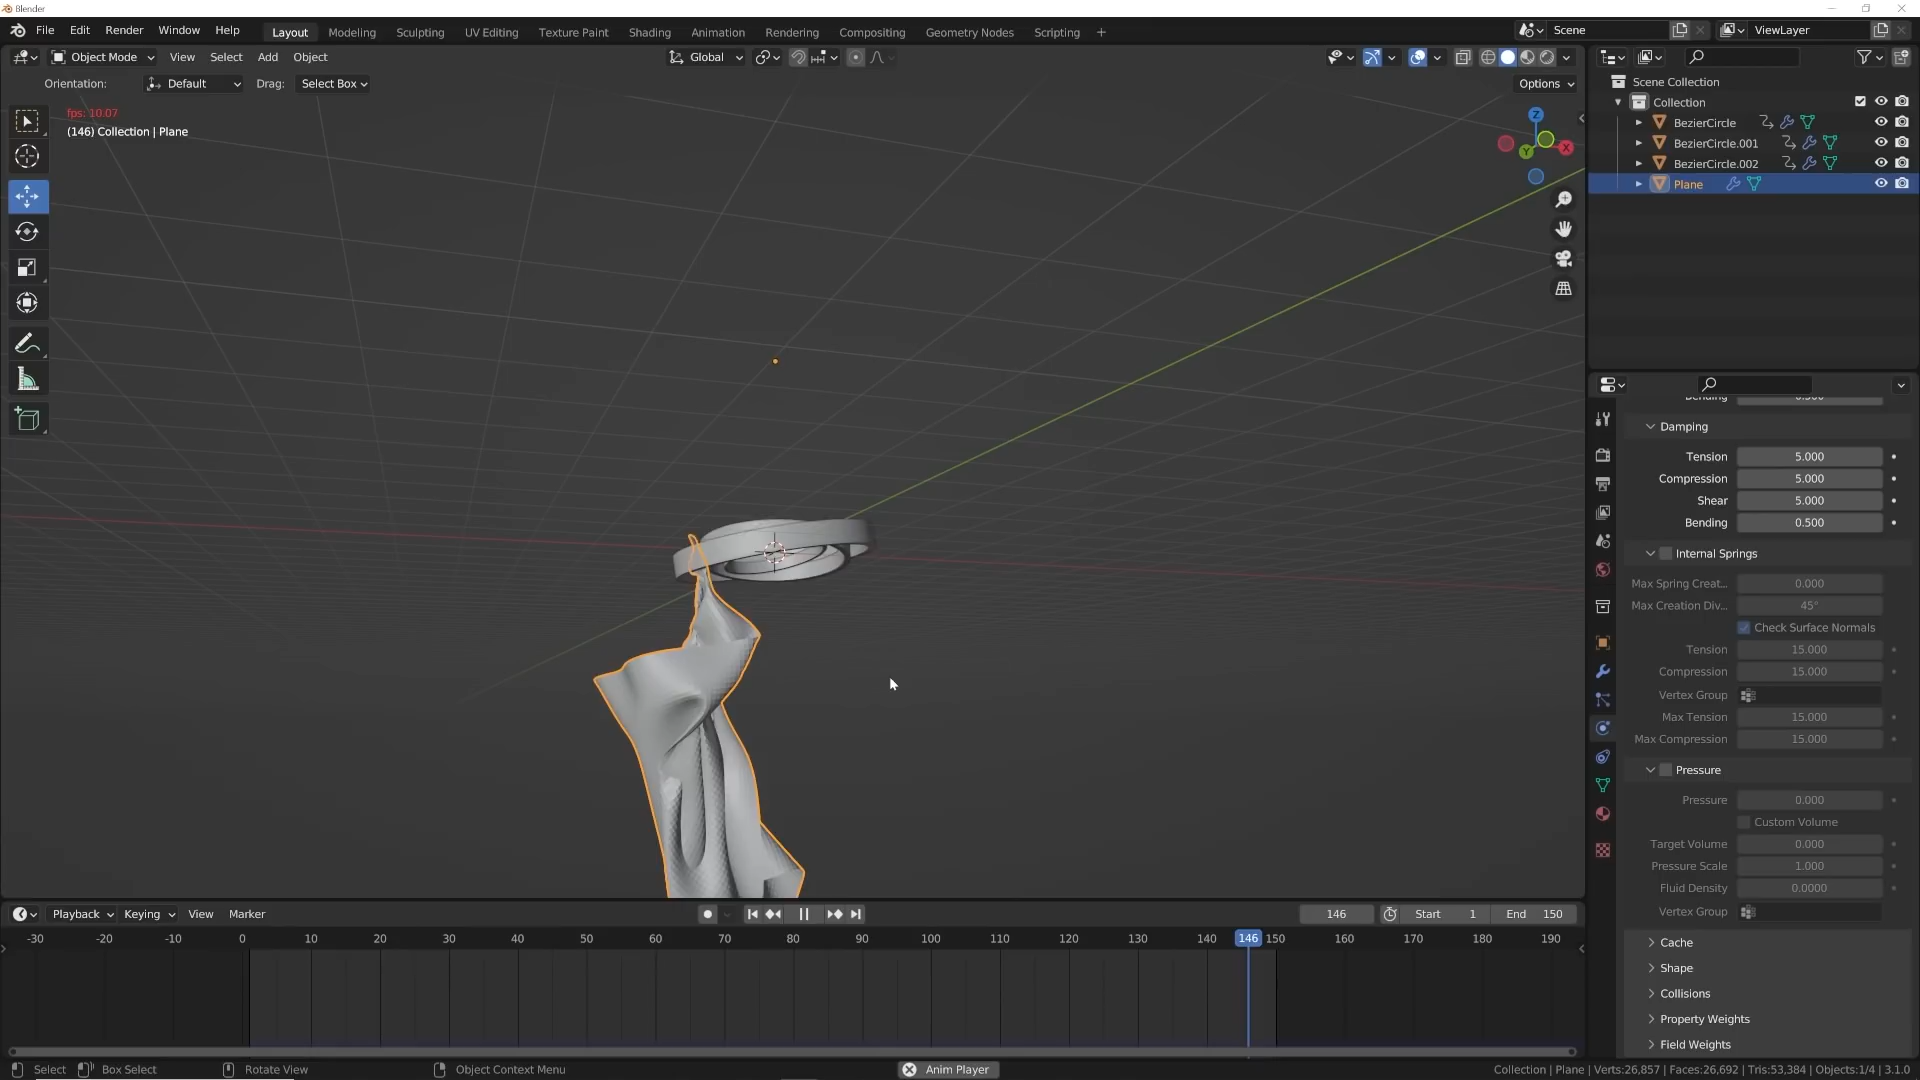 Blender
File Edit Render Window Help Layout Modeling Sculpting UV Editing Texture Paint Shading Animation Rendering Compositing Geometry Nodes Scripting + Scene ViewLayer
Object Mode View Select Add Object Global
Orientation: Default Drag: Select Box Options
fps: 10.07
(146) Collection | Plane
Z
X
Y
Scene Collection
Collection
BezierCircle
BezierCircle.001
BezierCircle.002
Plane
Bending 0.500
Damping
Tension 5.000
Compression 5.000
Shear 5.000
Bending 0.500
Internal Springs
Max Spring Creat... 0.000
Max Creation Div... 45°
Check Surface Normals
Tension 15.000
Compression 15.000
Vertex Group
Max Tension 15.000
Max Compression 15.000
Pressure
Pressure 0.000
Custom Volume
Target Volume 0.000
Pressure Scale 1.000
Fluid Density 0.0000
Vertex Group
Cache
Shape
Collisions
Property Weights
Field Weights
Playback Keying View Marker 146 Start 1 End 150
-30 -20 -10 0 10 20 30 40 50 60 70 80 90 100 110 120 130 140 146 150 160 170 180 190
Select Box Select Rotate View Object Context Menu Anim Player Collection | Plane | Verts:26,857 | Faces:26,692 | Tris:53,384 | Objects:1/4 | 3.1.0